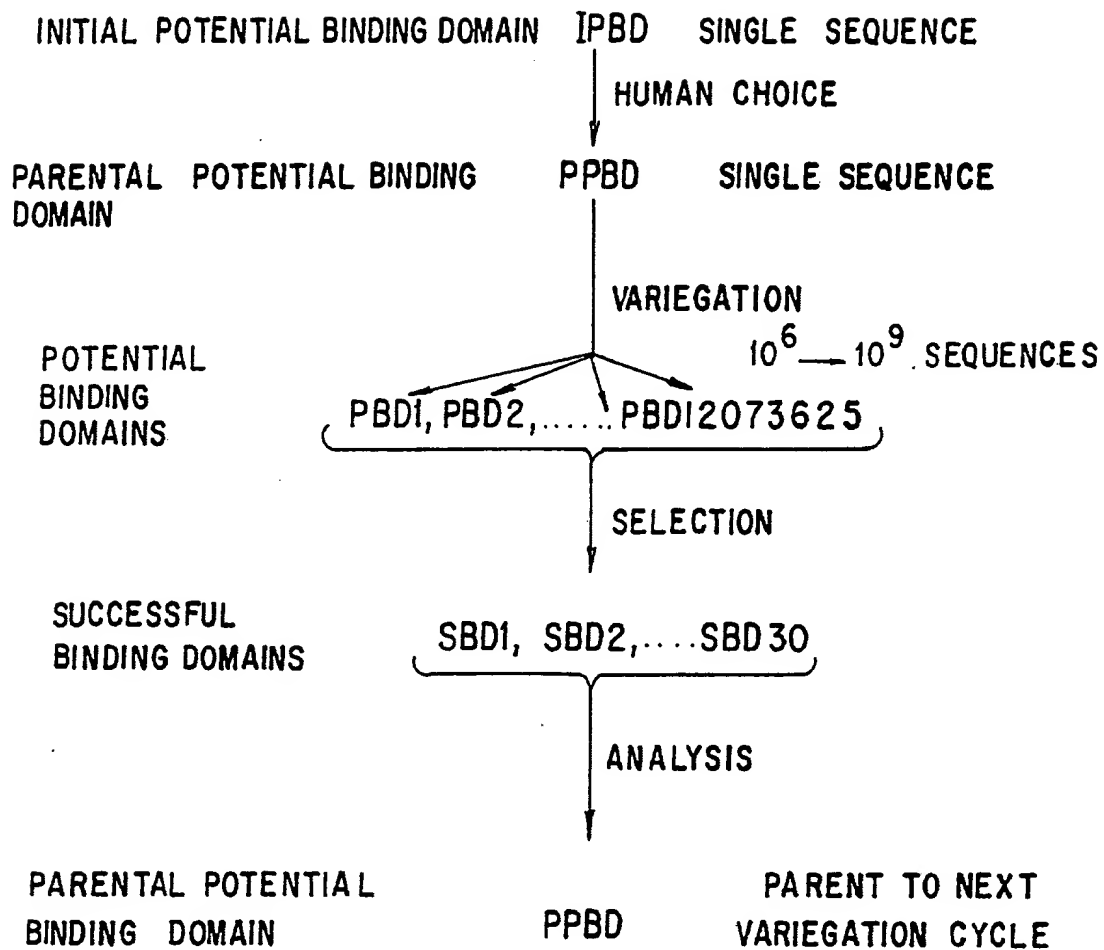 INITIAL POTENTIAL BINDING DOMAIN IPBD SINGLE SEQUENCE
HUMAN CHOICE
PARENTAL POTENTIAL BINDING DOMAIN PPBD SINGLE SEQUENCE
VARIEGATION
10^6 → 10^9 SEQUENCES
POTENTIAL
BINDING
DOMAINS
PBD1, PBD2,...... PBD12073625
SELECTION
SUCCESSFUL
BINDING DOMAINS
SBD1, SBD2,....SBD30
ANALYSIS
PARENTAL POTENTIAL
BINDING DOMAIN
PPBD
PARENT TO NEXT
VARIEGATION CYCLE